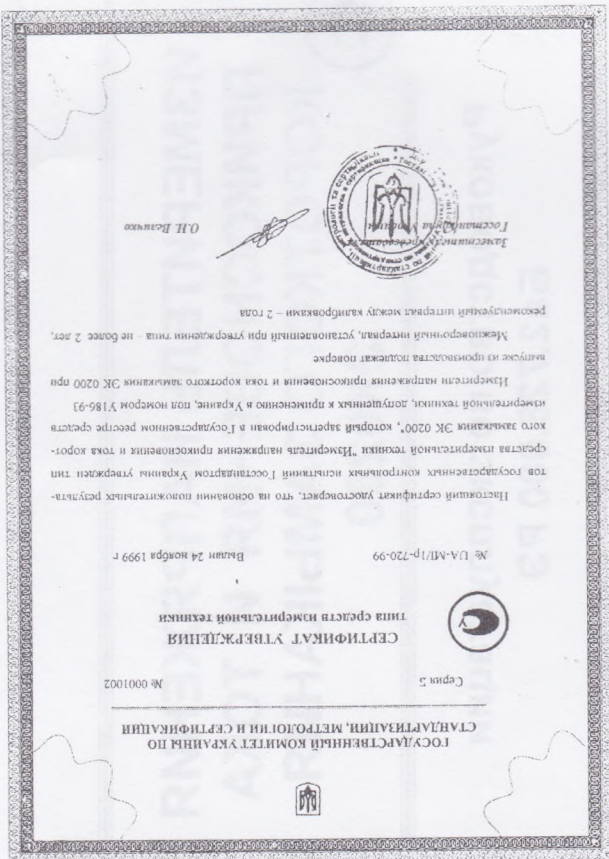 ГОСУДАРСТВЕННЫЙ КОМИТЕТ УКРАИНЫ ПО
СТАНДАРТИЗАЦИИ, МЕТРОЛОГИИ И СЕРТИФИКАЦИИ
Серия Б № 0001002
СЕРТИФИКАТ УТВЕРЖДЕНИЯ
типа средств измерительной техники
№ UA-MI/1р-720-99 Выдан 24 ноября 1999 г
Настоящий сертификат удостоверяет, что на основании положительных результа-
тов государственных контрольных испытаний Госстандартом Украины утвержден тип
средства измерительной техники "Измеритель напряжения прикосновения и тока корот-
кого замыкания ЭК 0200", который зарегистрирован в Государственном реестре средств
измерительной техники, допущенных к применению в Украине, под номером У186-93
Измерители напряжения прикосновения и тока короткого замыкания ЭК 0200 при
выпуске из производства подлежат поверке
Межповерочный интервал, установленный при утверждении типа - не более 2 лет,
рекомендуемый интервал между калибровками – 2 года
Заместитель Председателя
Госстандарта Украины О.Н. Величко